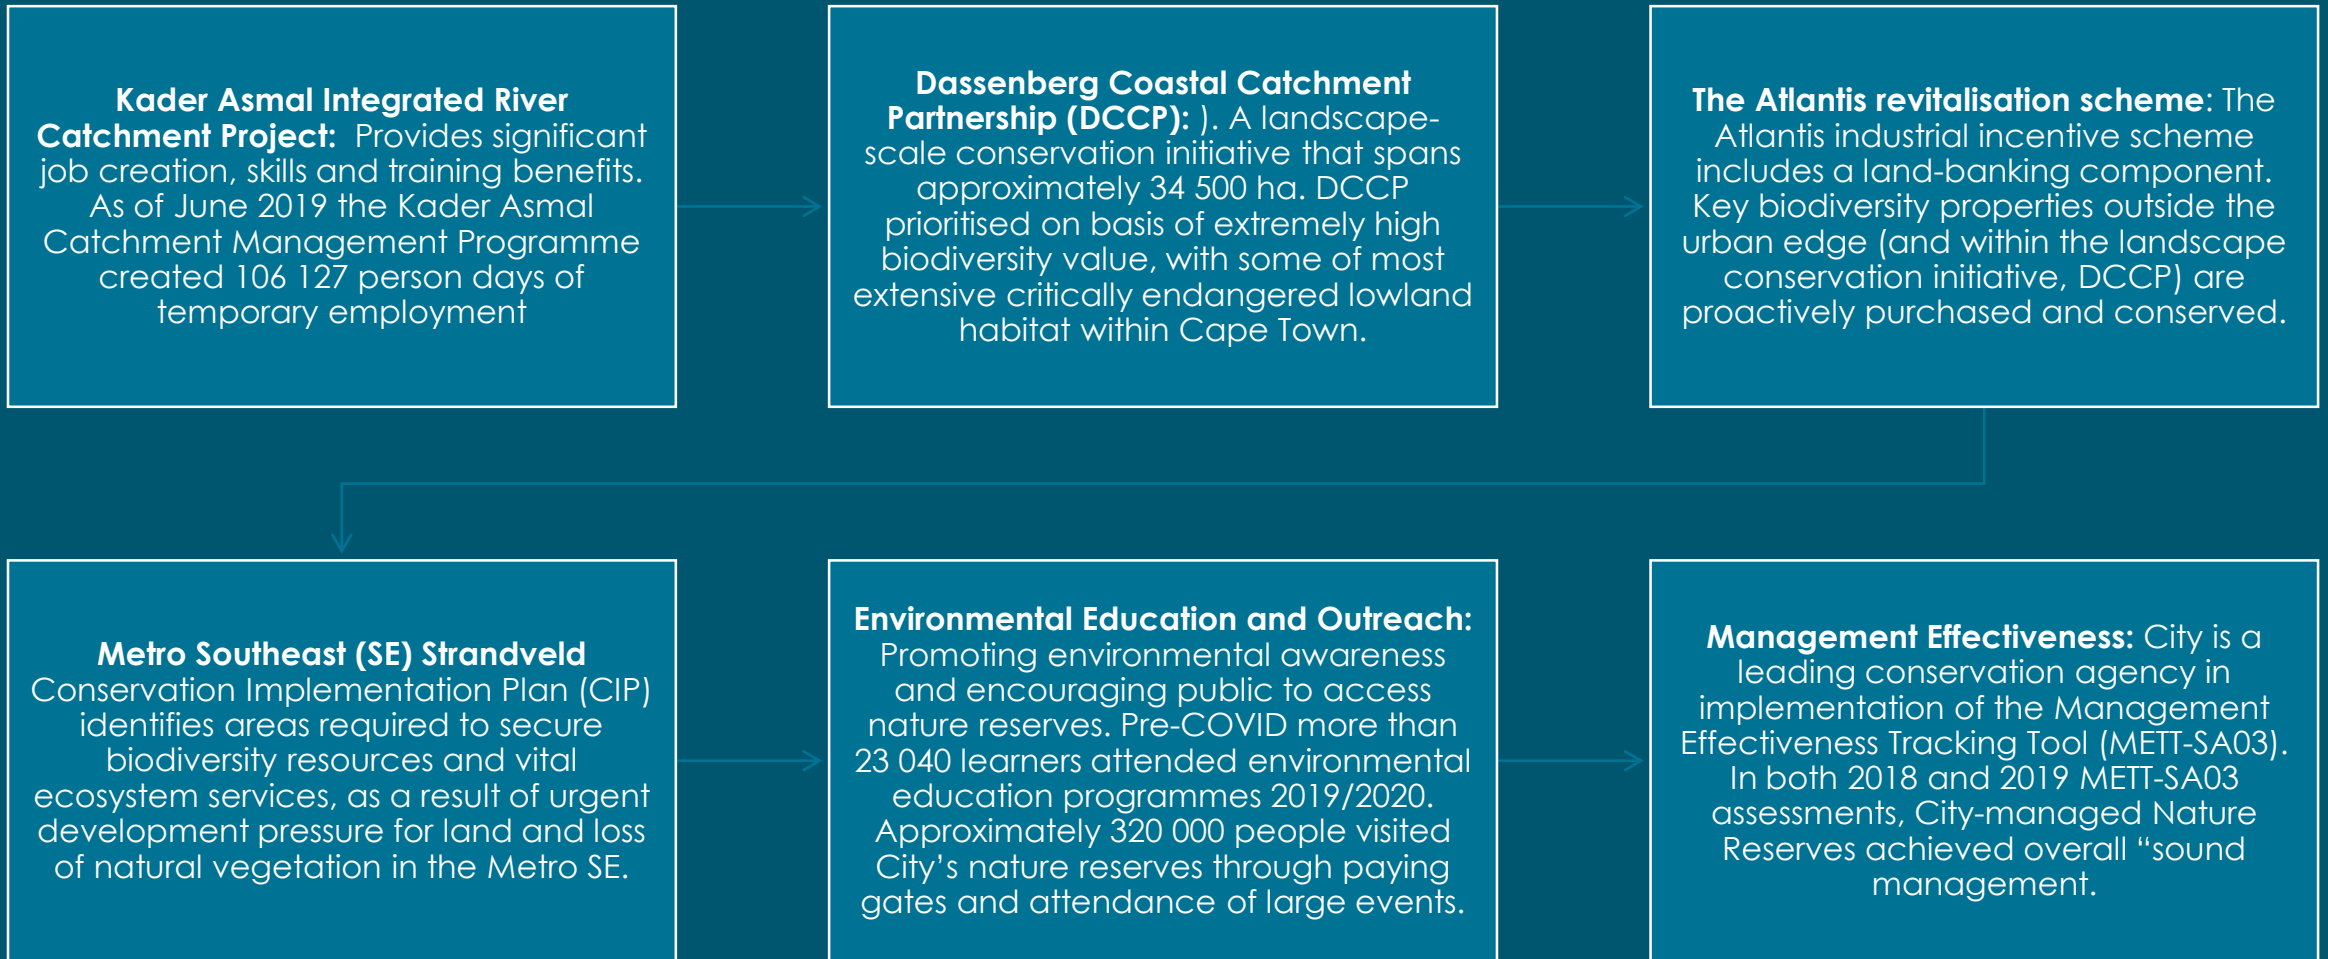 Kader Asmal Integrated River
Catchment Project:  Provides significant
job creation, skills and training benefits.
As of June 2019 the Kader Asmal
Catchment Management Programme
created 106 127 person days of
temporary employment
Dassenberg Coastal Catchment
Partnership (DCCP): ). A landscape-
scale conservation initiative that spans
approximately 34 500 ha. DCCP
prioritised on basis of extremely high
biodiversity value, with some of most
extensive critically endangered lowland
habitat within Cape Town.
The Atlantis revitalisation scheme: The
Atlantis industrial incentive scheme
includes a land-banking component.
Key biodiversity properties outside the
urban edge (and within the landscape
conservation initiative, DCCP) are
proactively purchased and conserved.
Metro Southeast (SE) Strandveld
Conservation Implementation Plan (CIP)
identifies areas required to secure
biodiversity resources and vital
ecosystem services, as a result of urgent
development pressure for land and loss
of natural vegetation in the Metro SE.
Environmental Education and Outreach:
Promoting environmental awareness
and encouraging public to access
nature reserves. Pre-COVID more than
23 040 learners attended environmental
education programmes 2019/2020.
Approximately 320 000 people visited
City’s nature reserves through paying
gates and attendance of large events.
Management Effectiveness: City is a
leading conservation agency in
implementation of the Management
Effectiveness Tracking Tool (METT-SA03).
In both 2018 and 2019 METT-SA03
assessments, City-managed Nature
Reserves achieved overall “sound
management.